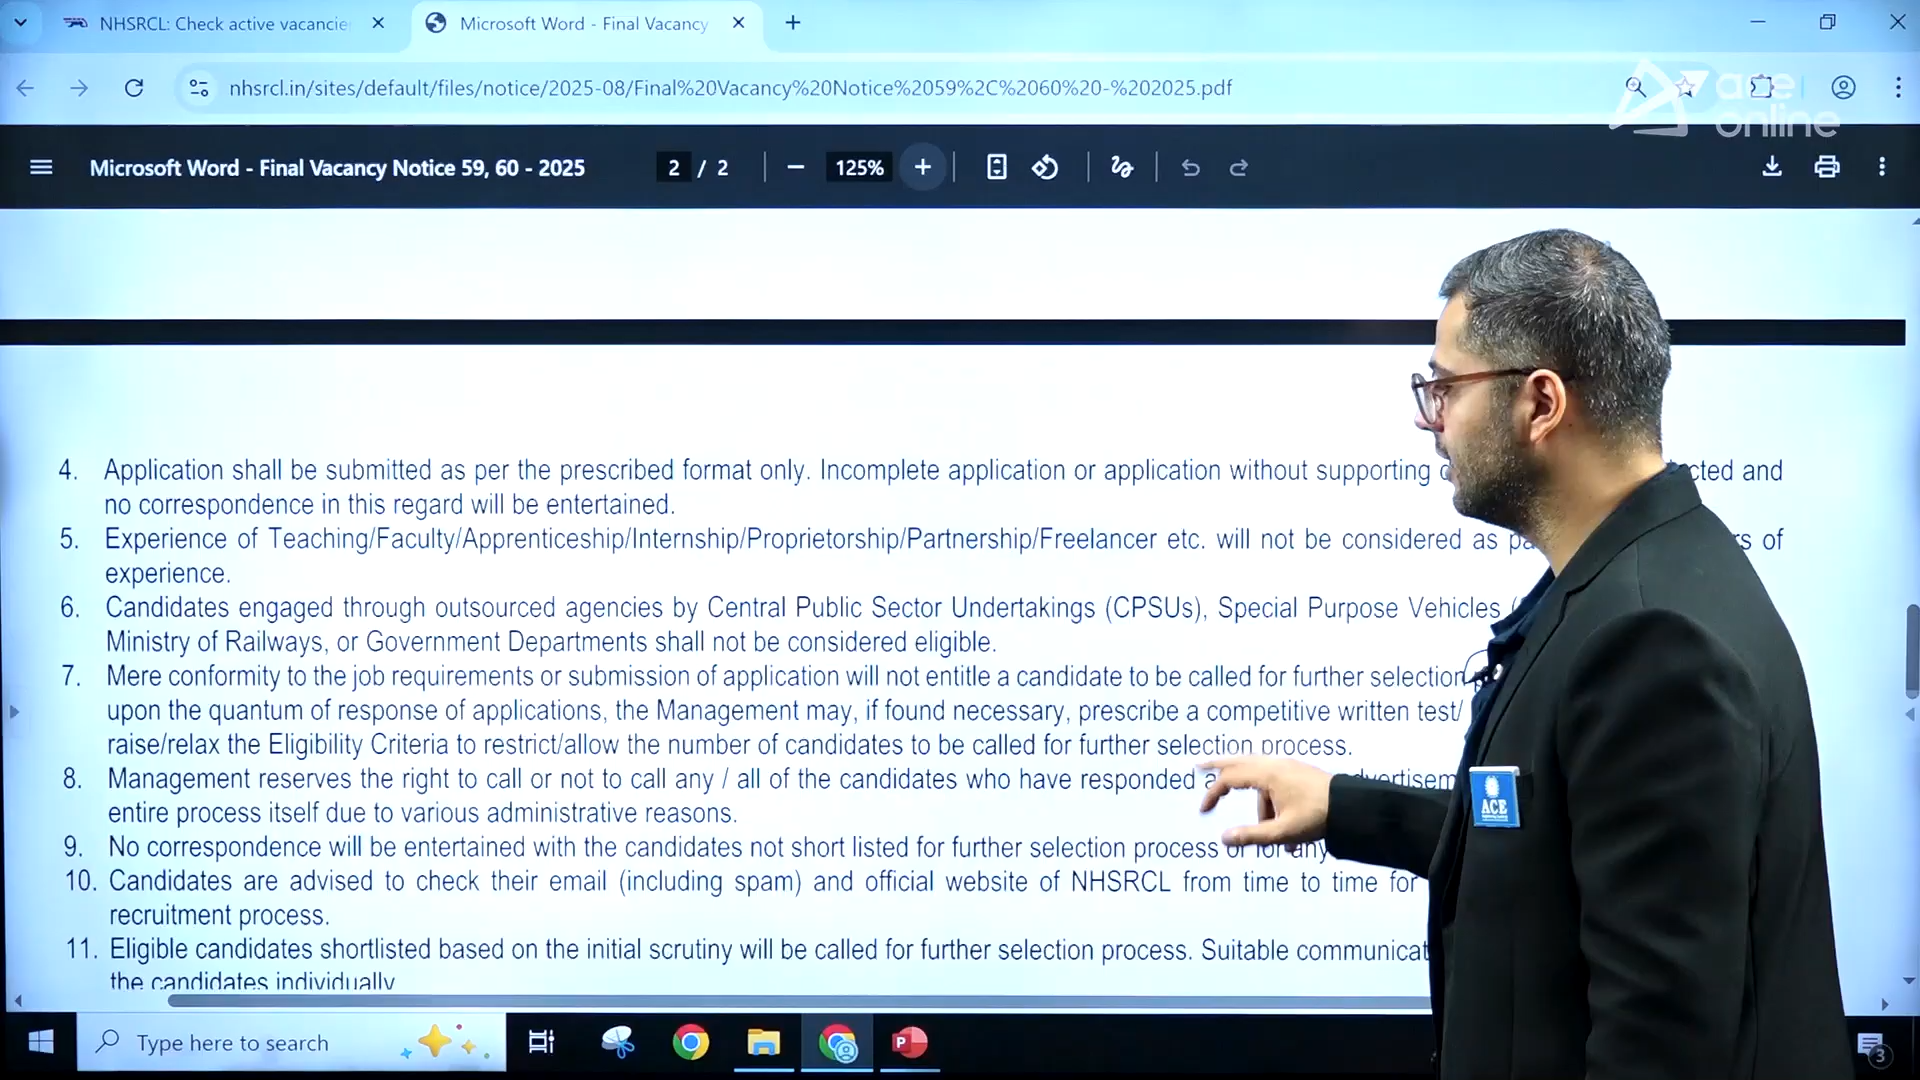 NHSRCL: Check active vacancie
Microsoft Word - Final Vacancy
nhsrcl.in/sites/default/files/notice/2025-08/Final%20Vacancy%20Notice%2059%2C%2060%20-%202025.pdf
ace online
Microsoft Word - Final Vacancy Notice 59, 60 - 2025
2 / 2
125%
4. Application shall be submitted as per the prescribed format only. Incomplete application or application without supporting cted and
no correspondence in this regard will be entertained.
5. Experience of Teaching/Faculty/Apprenticeship/Internship/Proprietorship/Partnership/Freelancer etc. will not be considered as pa rs of
experience.
6. Candidates engaged through outsourced agencies by Central Public Sector Undertakings (CPSUs), Special Purpose Vehicles
Ministry of Railways, or Government Departments shall not be considered eligible.
7. Mere conformity to the job requirements or submission of application will not entitle a candidate to be called for further selection
upon the quantum of response of applications, the Management may, if found necessary, prescribe a competitive written test/
raise/relax the Eligibility Criteria to restrict/allow the number of candidates to be called for further selection process.
8. Management reserves the right to call or not to call any / all of the candidates who have responded a dvertisem
entire process itself due to various administrative reasons.
9. No correspondence will be entertained with the candidates not short listed for further selection process or for any
10. Candidates are advised to check their email (including spam) and official website of NHSRCL from time to time for
recruitment process.
11. Eligible candidates shortlisted based on the initial scrutiny will be called for further selection process. Suitable communicat
the candidates individually
ACE
Type here to search
3